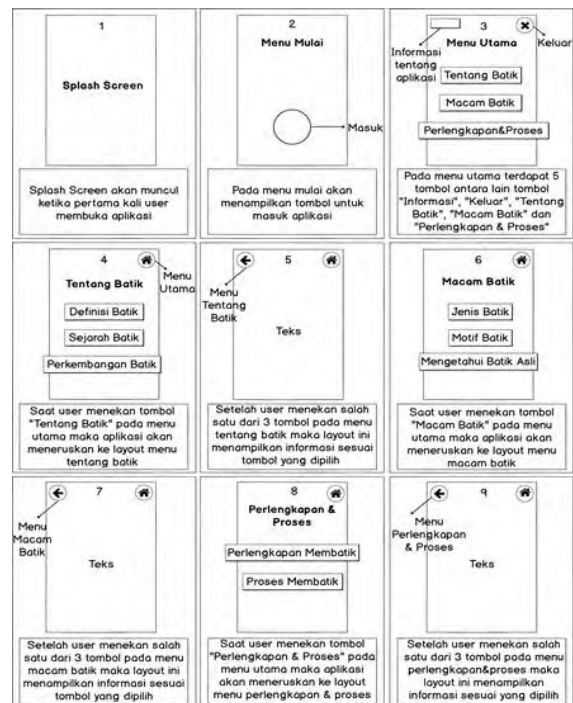 1
Splash Screen
Splash Screen akan muncul
ketika pertama kali user
membuka aplikasi
2
Menu Mulai
Masuk
Pada menu mulai akan
menampilkan tombol untuk
masuk aplikasi
3
Menu Utama
Informasi
tentang
aplikasi
Keluar
Tentang Batik
Macam Batik
Perlengkapan&Proses
Pada menu utama terdapat 5
tombol antara lain tombol
"Informasi", "Keluar", "Tentang
Batik", "Macam Batik" dan
"Perlengkapan & Proses"
4
Menu
Utama
Tentang Batik
Definisi Batik
Sejarah Batik
Perkembangan Batik
Saat user menekan tombol
"Tentang Batik" pada menu
utama maka aplikasi akan
meneruskan ke layout menu
tentang batik
5
Menu
Tentang
Batik
Teks
Setelah user menekan salah
satu dari 3 tombol pada menu
tentang batik maka layout ini
menampilkan informasi sesuai
tombol yang dipilih
6
Macam Batik
Jenis Batik
Motif Batik
Mengetahui Batik Asli
Saat user menekan tombol
"Macam Batik" pada menu
utama maka aplikasi akan
meneruskan ke layout menu
macam batik
7
Menu
Macam
Batik
Teks
Setelah user menekan salah
satu dari 3 tombol pada menu
macam batik maka layout ini
menampilkan informasi sesuai
tombol yang dipilih
8
Perlengkapan &
Proses
Perlengkapan Membatik
Proses Membatik
Saat user menekan tombol
"Perlengkapan & Proses" pada
menu utama maka aplikasi
akan meneruskan ke layout
menu perlengkapan & proses
9
Menu
Perlengkapan
& Proses
Teks
Setelah user menekan salah
satu dari 3 tombol pada menu
perlengkapan&proses maka
layout ini menampilkan
informasi sesuai yang dipilih